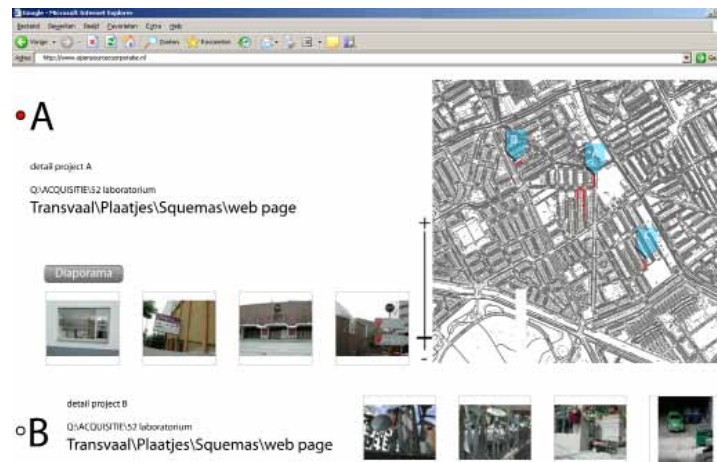 Google - Microsoft Internet Explorer
Bestand Bewerken Beeld Favorieten Extra Help
Vorige Zoeken Favorieten
Adres http://www.opensourcecorporatie.nl
A
detail project A
Q:\ACQUISITIE\52 laboratorium
Transvaal\Plaatjes\Squemas\web page
Diaporama
+
-
detail project B
B
Q:\ACQUISITIE\52 laboratorium
Transvaal\Plaatjes\Squemas\web page